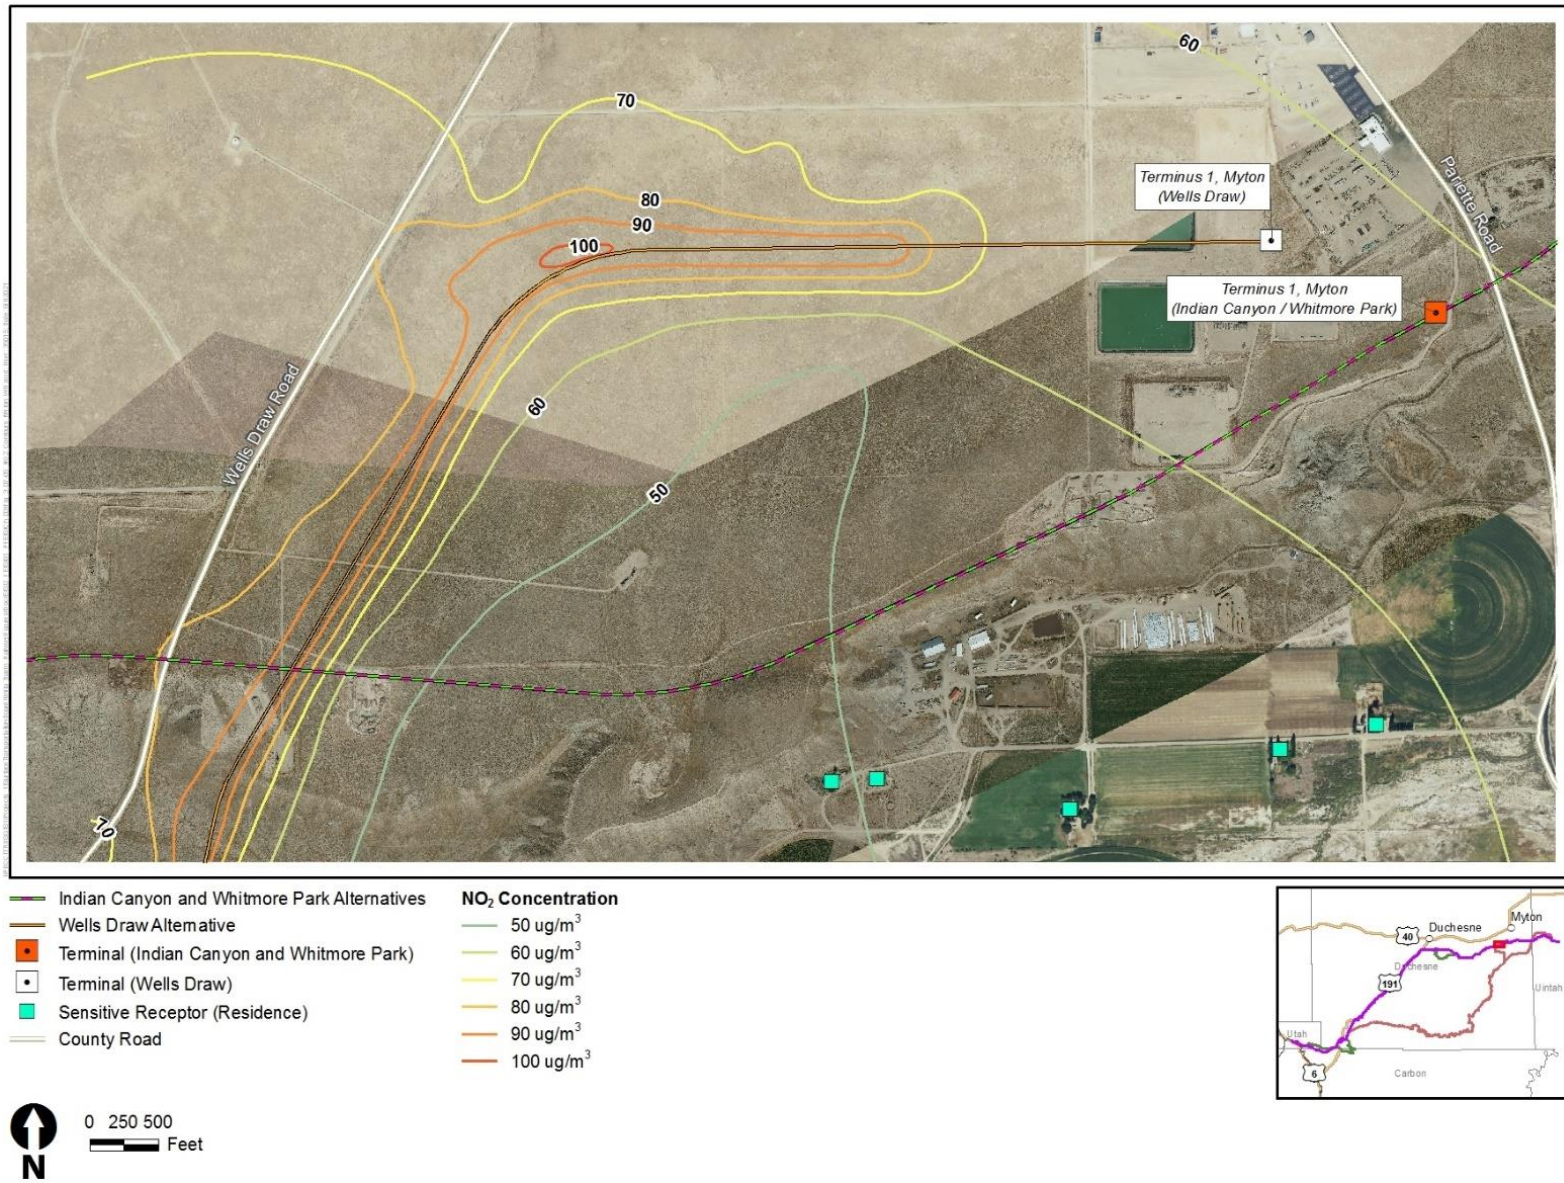 60
70
Terminus 1, Myton
(Wells Draw)
Pariette Road
80
90
100
Terminus 1, Myton
(Indian Canyon / Whitmore Park)
Wells Draw Road
60
50
70
Indian Canyon and Whitmore Park Alternatives
Wells Draw Alternative
Terminal (Indian Canyon and Whitmore Park)
Terminal (Wells Draw)
Sensitive Receptor (Residence)
County Road
NO₂ Concentration
50 ug/m³
60 ug/m³
70 ug/m³
80 ug/m³
90 ug/m³
100 ug/m³
Myton
40
Duchesne
Duchesne
191
Uintah
Utah
6
Carbon
0 250 500
Feet
N